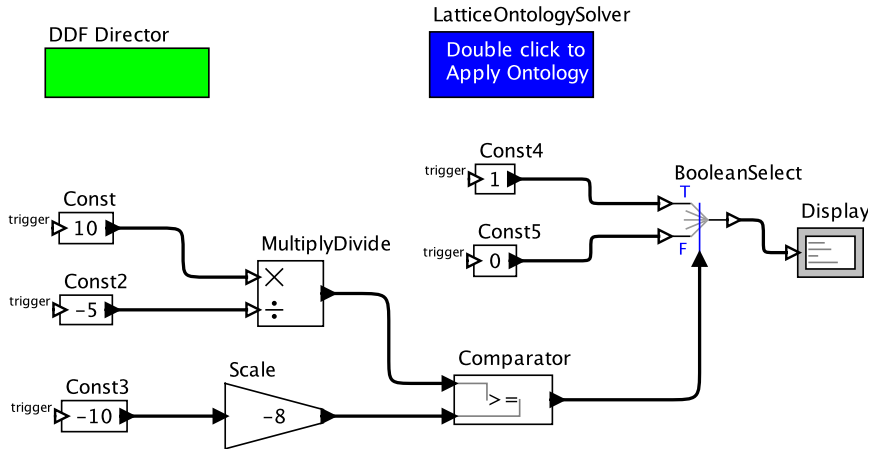 DDF Director
LatticeOntologySolver
Double click to
Apply Ontology
Const4
trigger
1
BooleanSelect
T
Const
trigger
10
Const5
trigger
0
F
Display
MultiplyDivide
×
÷
Const2
trigger
-5
Scale
-8
Comparator
>=
Const3
trigger
-10